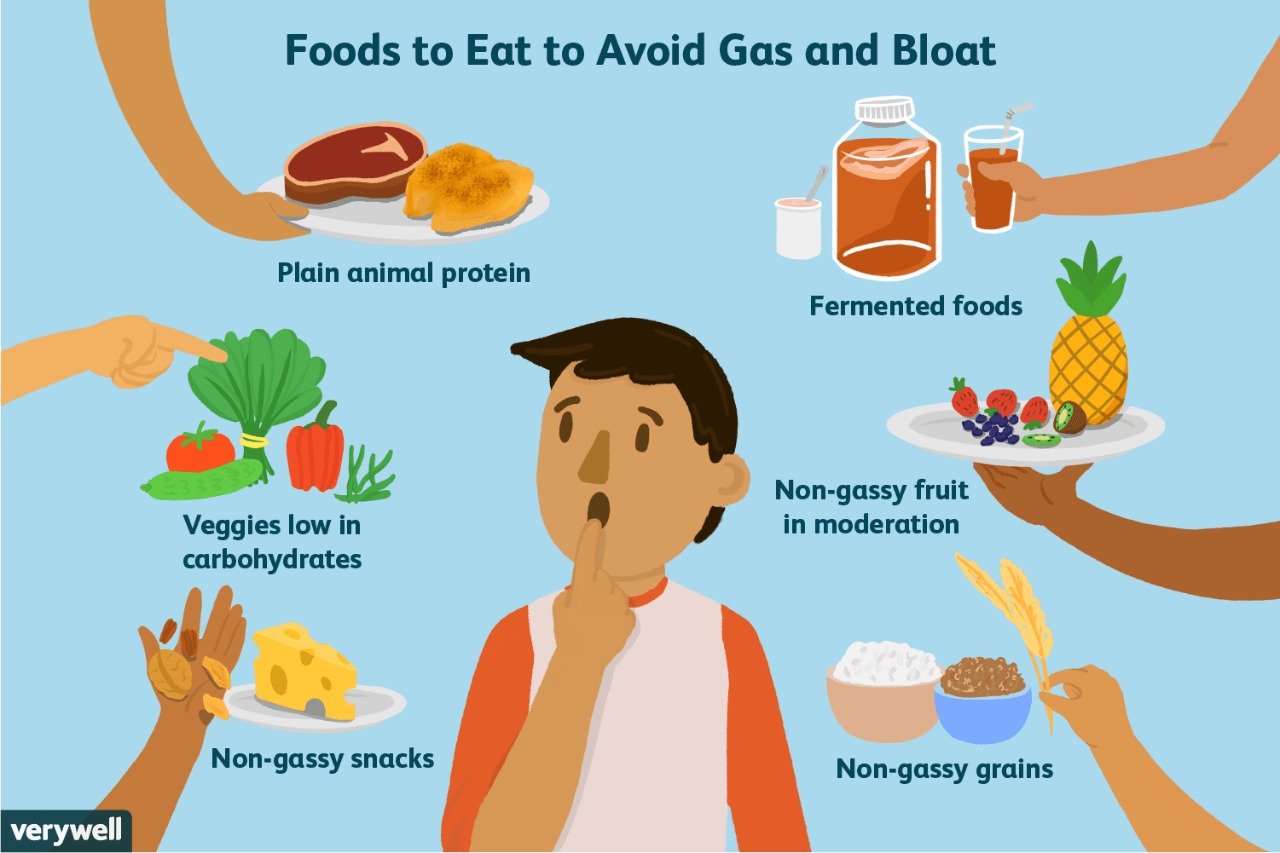 Foods to Eat to Avoid Gas and Bloat
Plain animal protein
Fermented foods
Veggies low in
carbohydrates
Non-gassy fruit
in moderation
Non-gassy snacks
Non-gassy grains
verywell